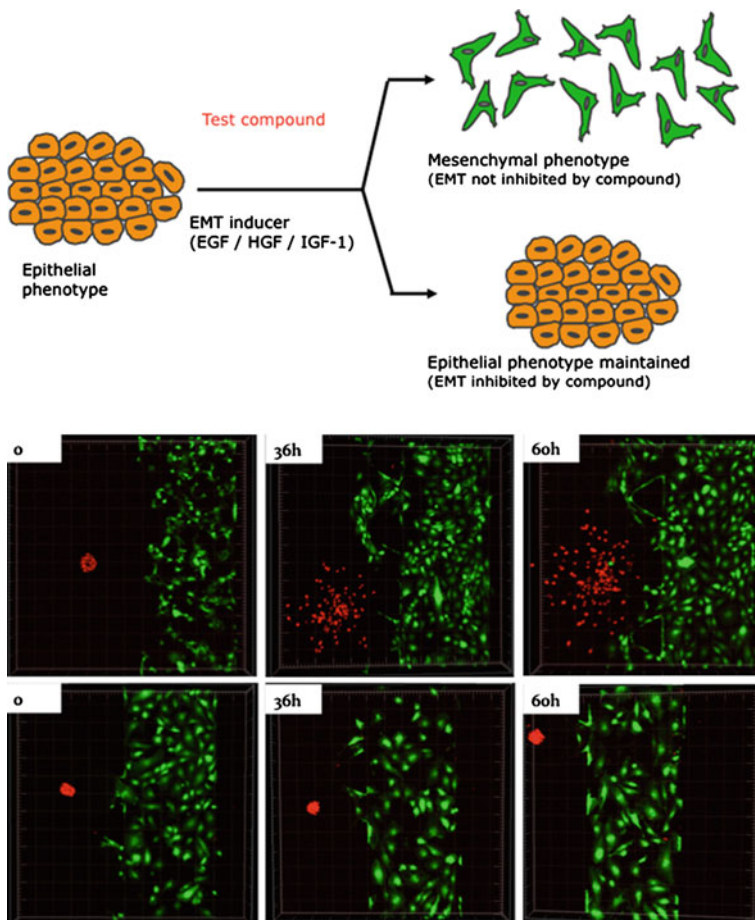 Test compound
Mesenchymal phenotype
(EMT not inhibited by compound)
EMT inducer
(EGF / HGF / IGF-1)
Epithelial
phenotype
Epithelial phenotype maintained
(EMT inhibited by compound)
0
36h
60h
0
36h
60h